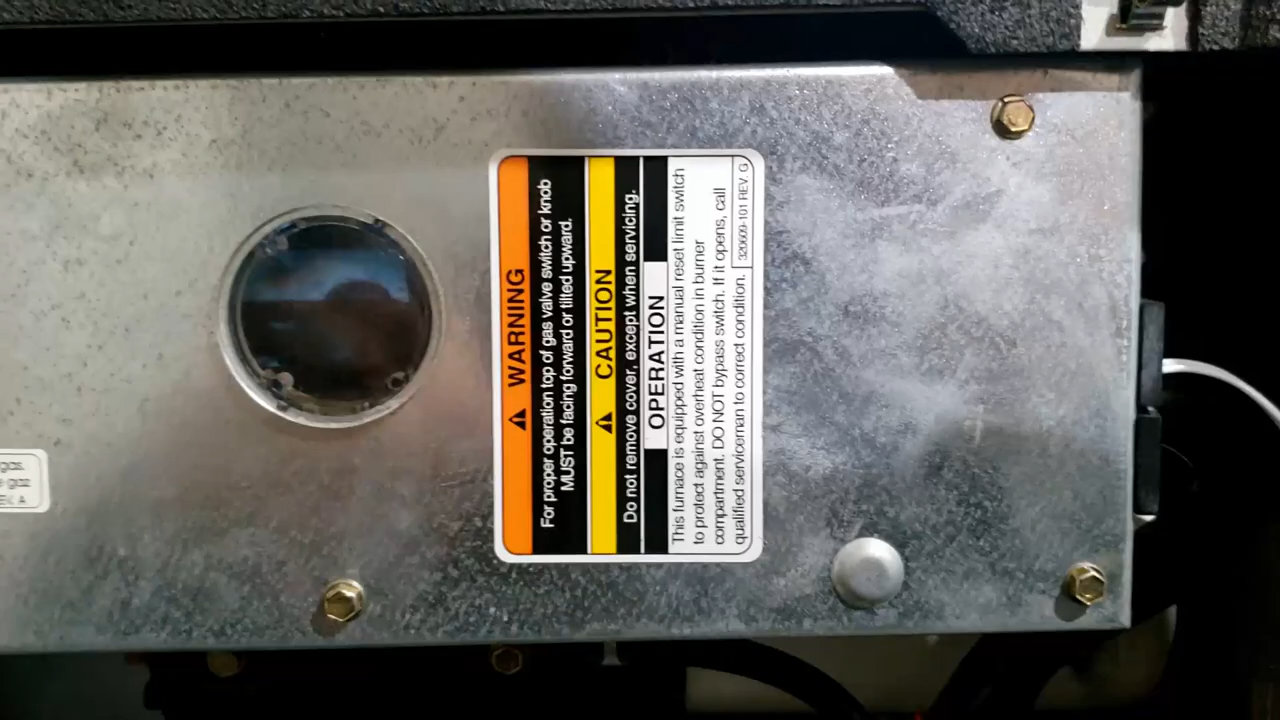 gas.
gaz
⚠ WARNING
For proper operation top of gas valve switch or knob
MUST be facing forward or tilted upward.
⚠ CAUTION
Do not remove cover, except when servicing.
OPERATION
This furnace is equipped with a manual reset limit switch
to protect against overheat condition in burner
compartment. DO NOT bypass switch. If it opens, call
qualified serviceman to correct condition.
320609-101 REV. G